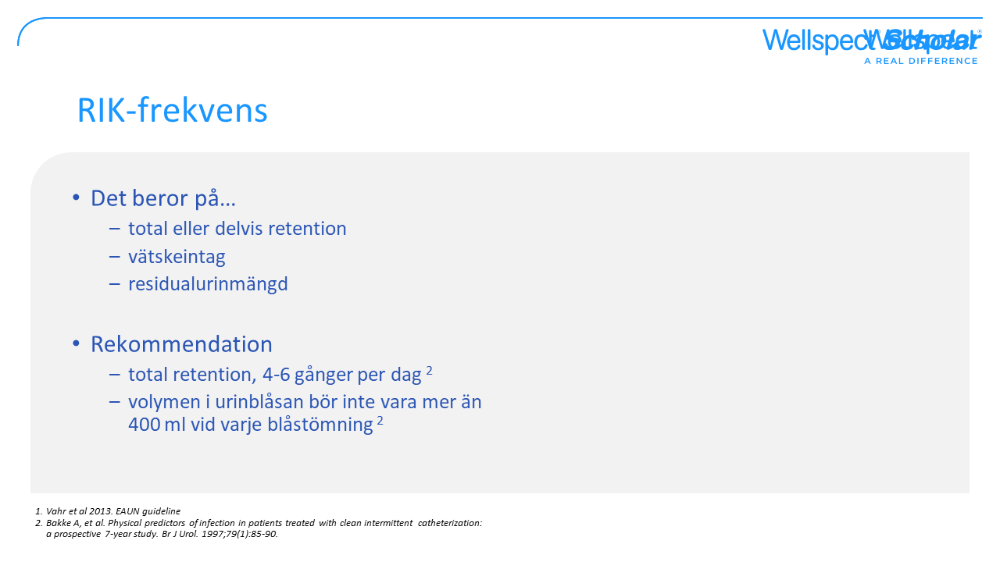 Wellspect Scholar
Wellspect®
A REAL DIFFERENCE
RIK-frekvens
• Det beror på…
– total eller delvis retention
– vätskeintag
– residualurinmängd
• Rekommendation
– total retention, 4-6 gånger per dag ²
– volymen i urinblåsan bör inte vara mer än
400 ml vid varje blåstömning ²
1. Vahr et al 2013. EAUN guideline
2. Bakke A, et al. Physical predictors of infection in patients treated with clean intermittent catheterization:
a prospective 7-year study. Br J Urol. 1997;79(1):85-90.